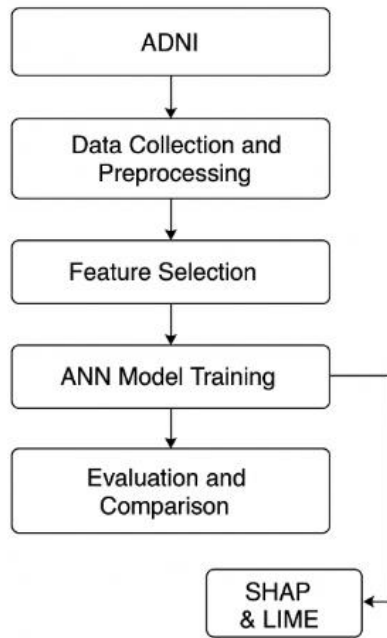 ADNI
Data Collection and
Preprocessing
Feature Selection
ANN Model Training
Evaluation and
Comparison
SHAP
& LIME